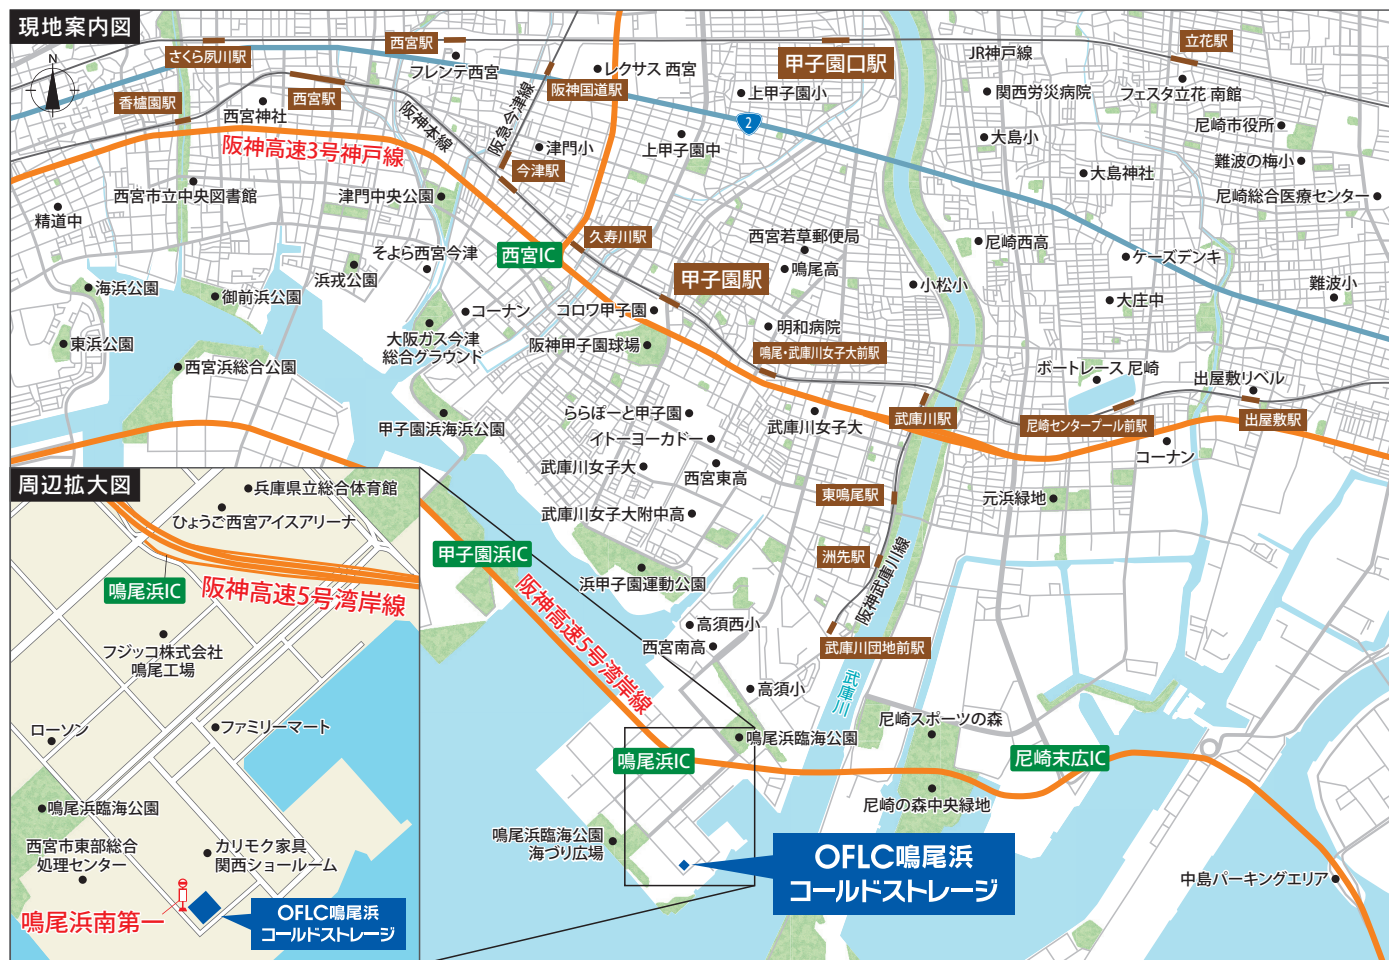 現地案内図
N
さくら夙川駅
西宮駅
フレンテ西宮
レクサス 西宮
阪神国道駅
甲子園口駅
上甲子園小
JR神戸線
立花駅
フェスタ立花 南館
関西労災病院
尼崎市役所
香櫨園駅
西宮神社
西宮駅
阪神本線
阪急今津線
2
阪神高速3号神戸線
津門小
今津駅
上甲子園中
大島小
難波の梅小
大島神社
尼崎総合医療センター
西宮市立中央図書館
津門中央公園
精道中
西宮IC
久寿川駅
西宮若草郵便局
尼崎西高
そよら西宮今津
浜戎公園
甲子園駅
鳴尾高
ケーズデンキ
小松小
難波小
海浜公園
御前浜公園
コーナン
コロワ甲子園
大庄中
大阪ガス今津
総合グラウンド
明和病院
東浜公園
阪神甲子園球場
鳴尾・武庫川女子大前駅
西宮浜総合公園
ボートレース 尼崎
出屋敷リベル
甲子園浜海浜公園
ららぽーと甲子園
武庫川女子大
武庫川駅
尼崎センタープール前駅
出屋敷駅
イトーヨーカドー
コーナン
武庫川女子大
西宮東高
東鳴尾駅
元浜緑地
武庫川女子大附中高
洲先駅
甲子園浜IC
阪神高速5号湾岸線
浜甲子園運動公園
阪神武庫川線
高須西小
西宮南高
武庫川団地前駅
高須小
武庫川
尼崎スポーツの森
鳴尾浜臨海公園
鳴尾浜IC
尼崎末広IC
尼崎の森中央緑地
鳴尾浜臨海公園
海づり広場
OFLC鳴尾浜
コールドストレージ
中島パーキングエリア
周辺拡大図
兵庫県立総合体育館
ひょうご西宮アイスアリーナ
鳴尾浜IC
阪神高速5号湾岸線
フジッコ株式会社
鳴尾工場
ローソン
ファミリーマート
鳴尾浜臨海公園
西宮市東部総合
処理センター
カリモク家具
関西ショールーム
鳴尾浜南第一
OFLC鳴尾浜
コールドストレージ